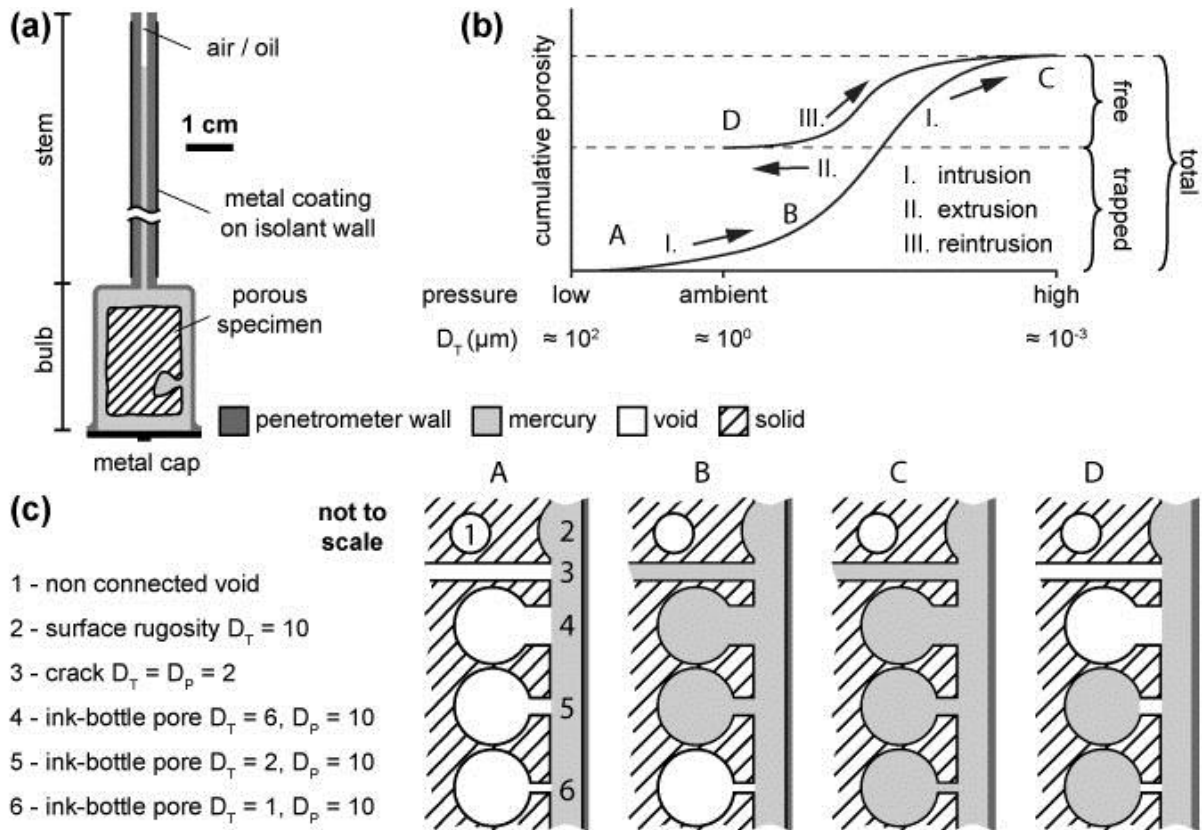 (a)
air / oil
stem
1 cm
metal coating
on isolant wall
porous
specimen
bulb
metal cap
(b)
cumulative porosity
A
I.
B
I.
C
D
III.
II.
I. intrusion
II. extrusion
III. reintrusion
free
trapped
total
pressure low ambient high
D_T (μm) ≈ 10² ≈ 10⁰ ≈ 10⁻³
penetrometer wall mercury void solid
(c)
not to
scale
A B C D
1 - non connected void
2 - surface rugosity D_T = 10
3 - crack D_T = D_P = 2
4 - ink-bottle pore D_T = 6, D_P = 10
5 - ink-bottle pore D_T = 2, D_P = 10
6 - ink-bottle pore D_T = 1, D_P = 10
1
2
3
4
5
6